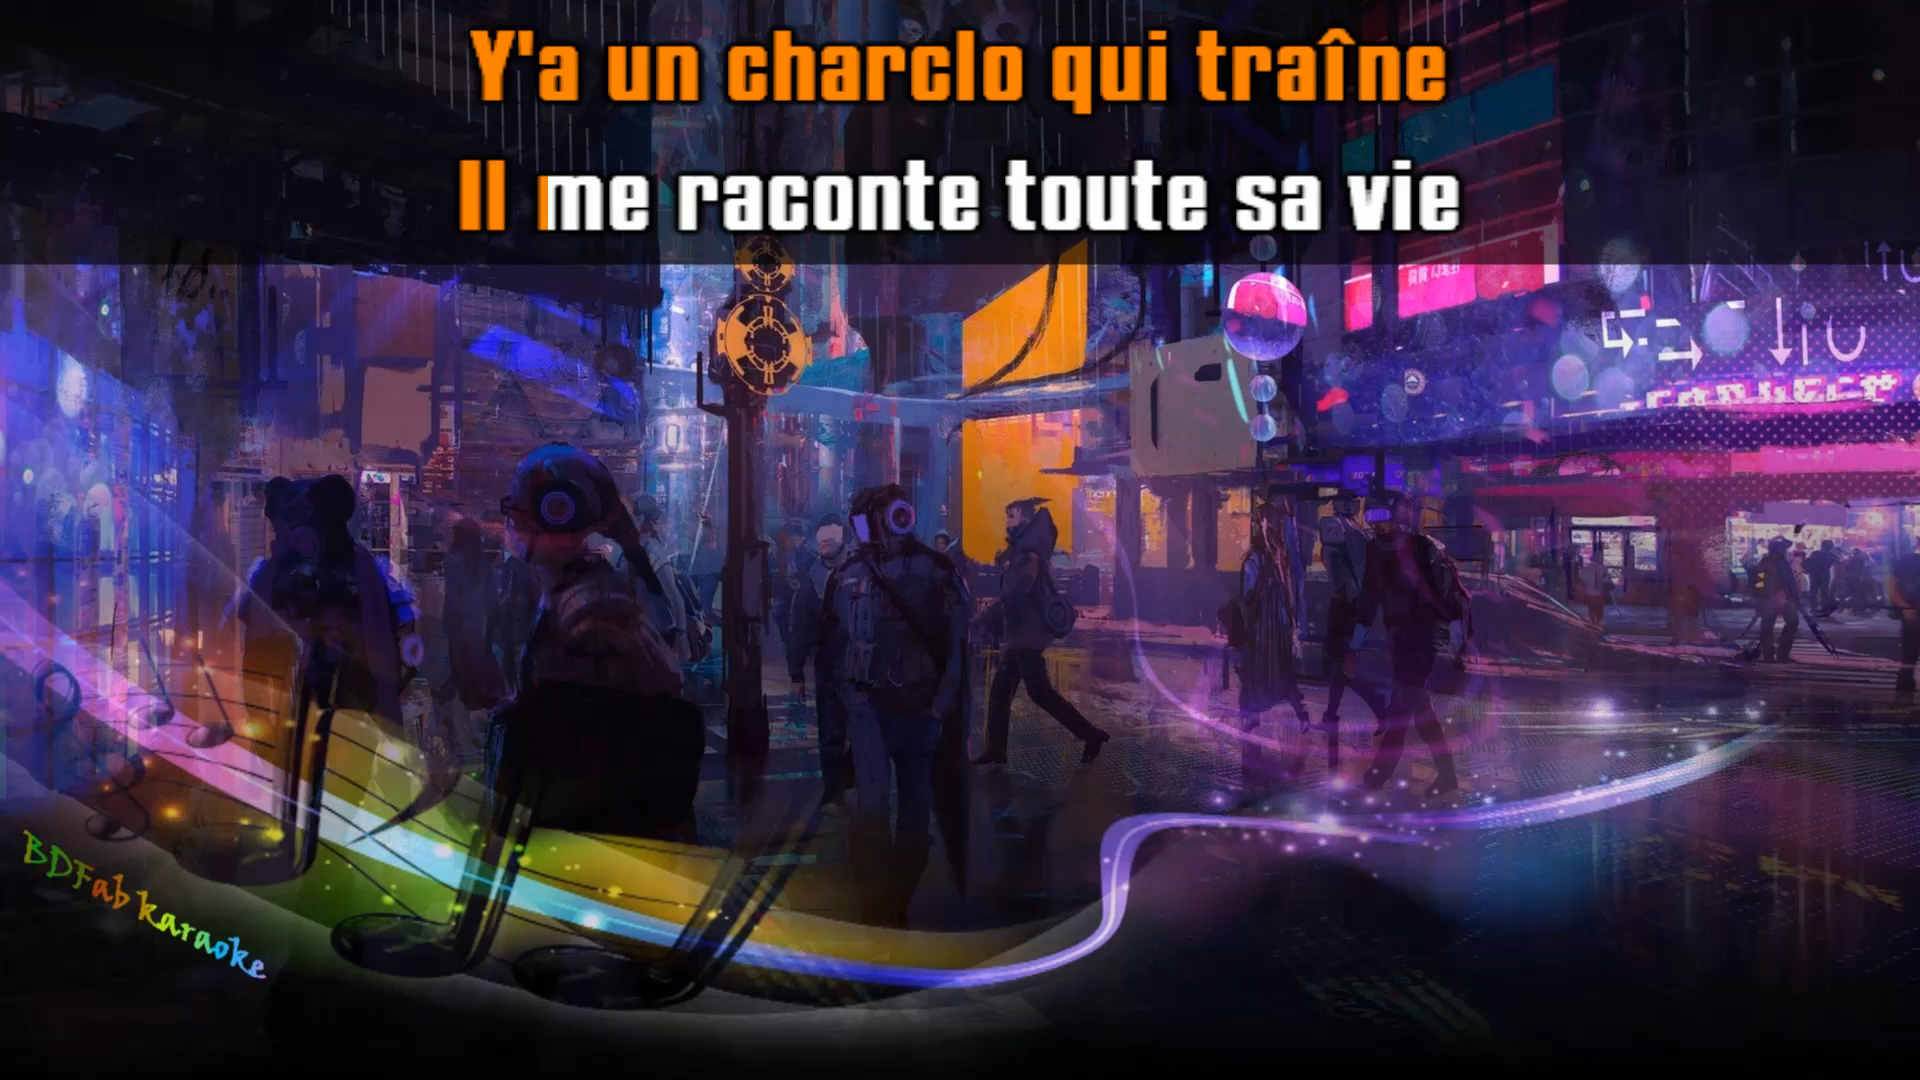 Y'a un charclo qui traîne
Il me raconte toute sa vie
BDFab karaoke